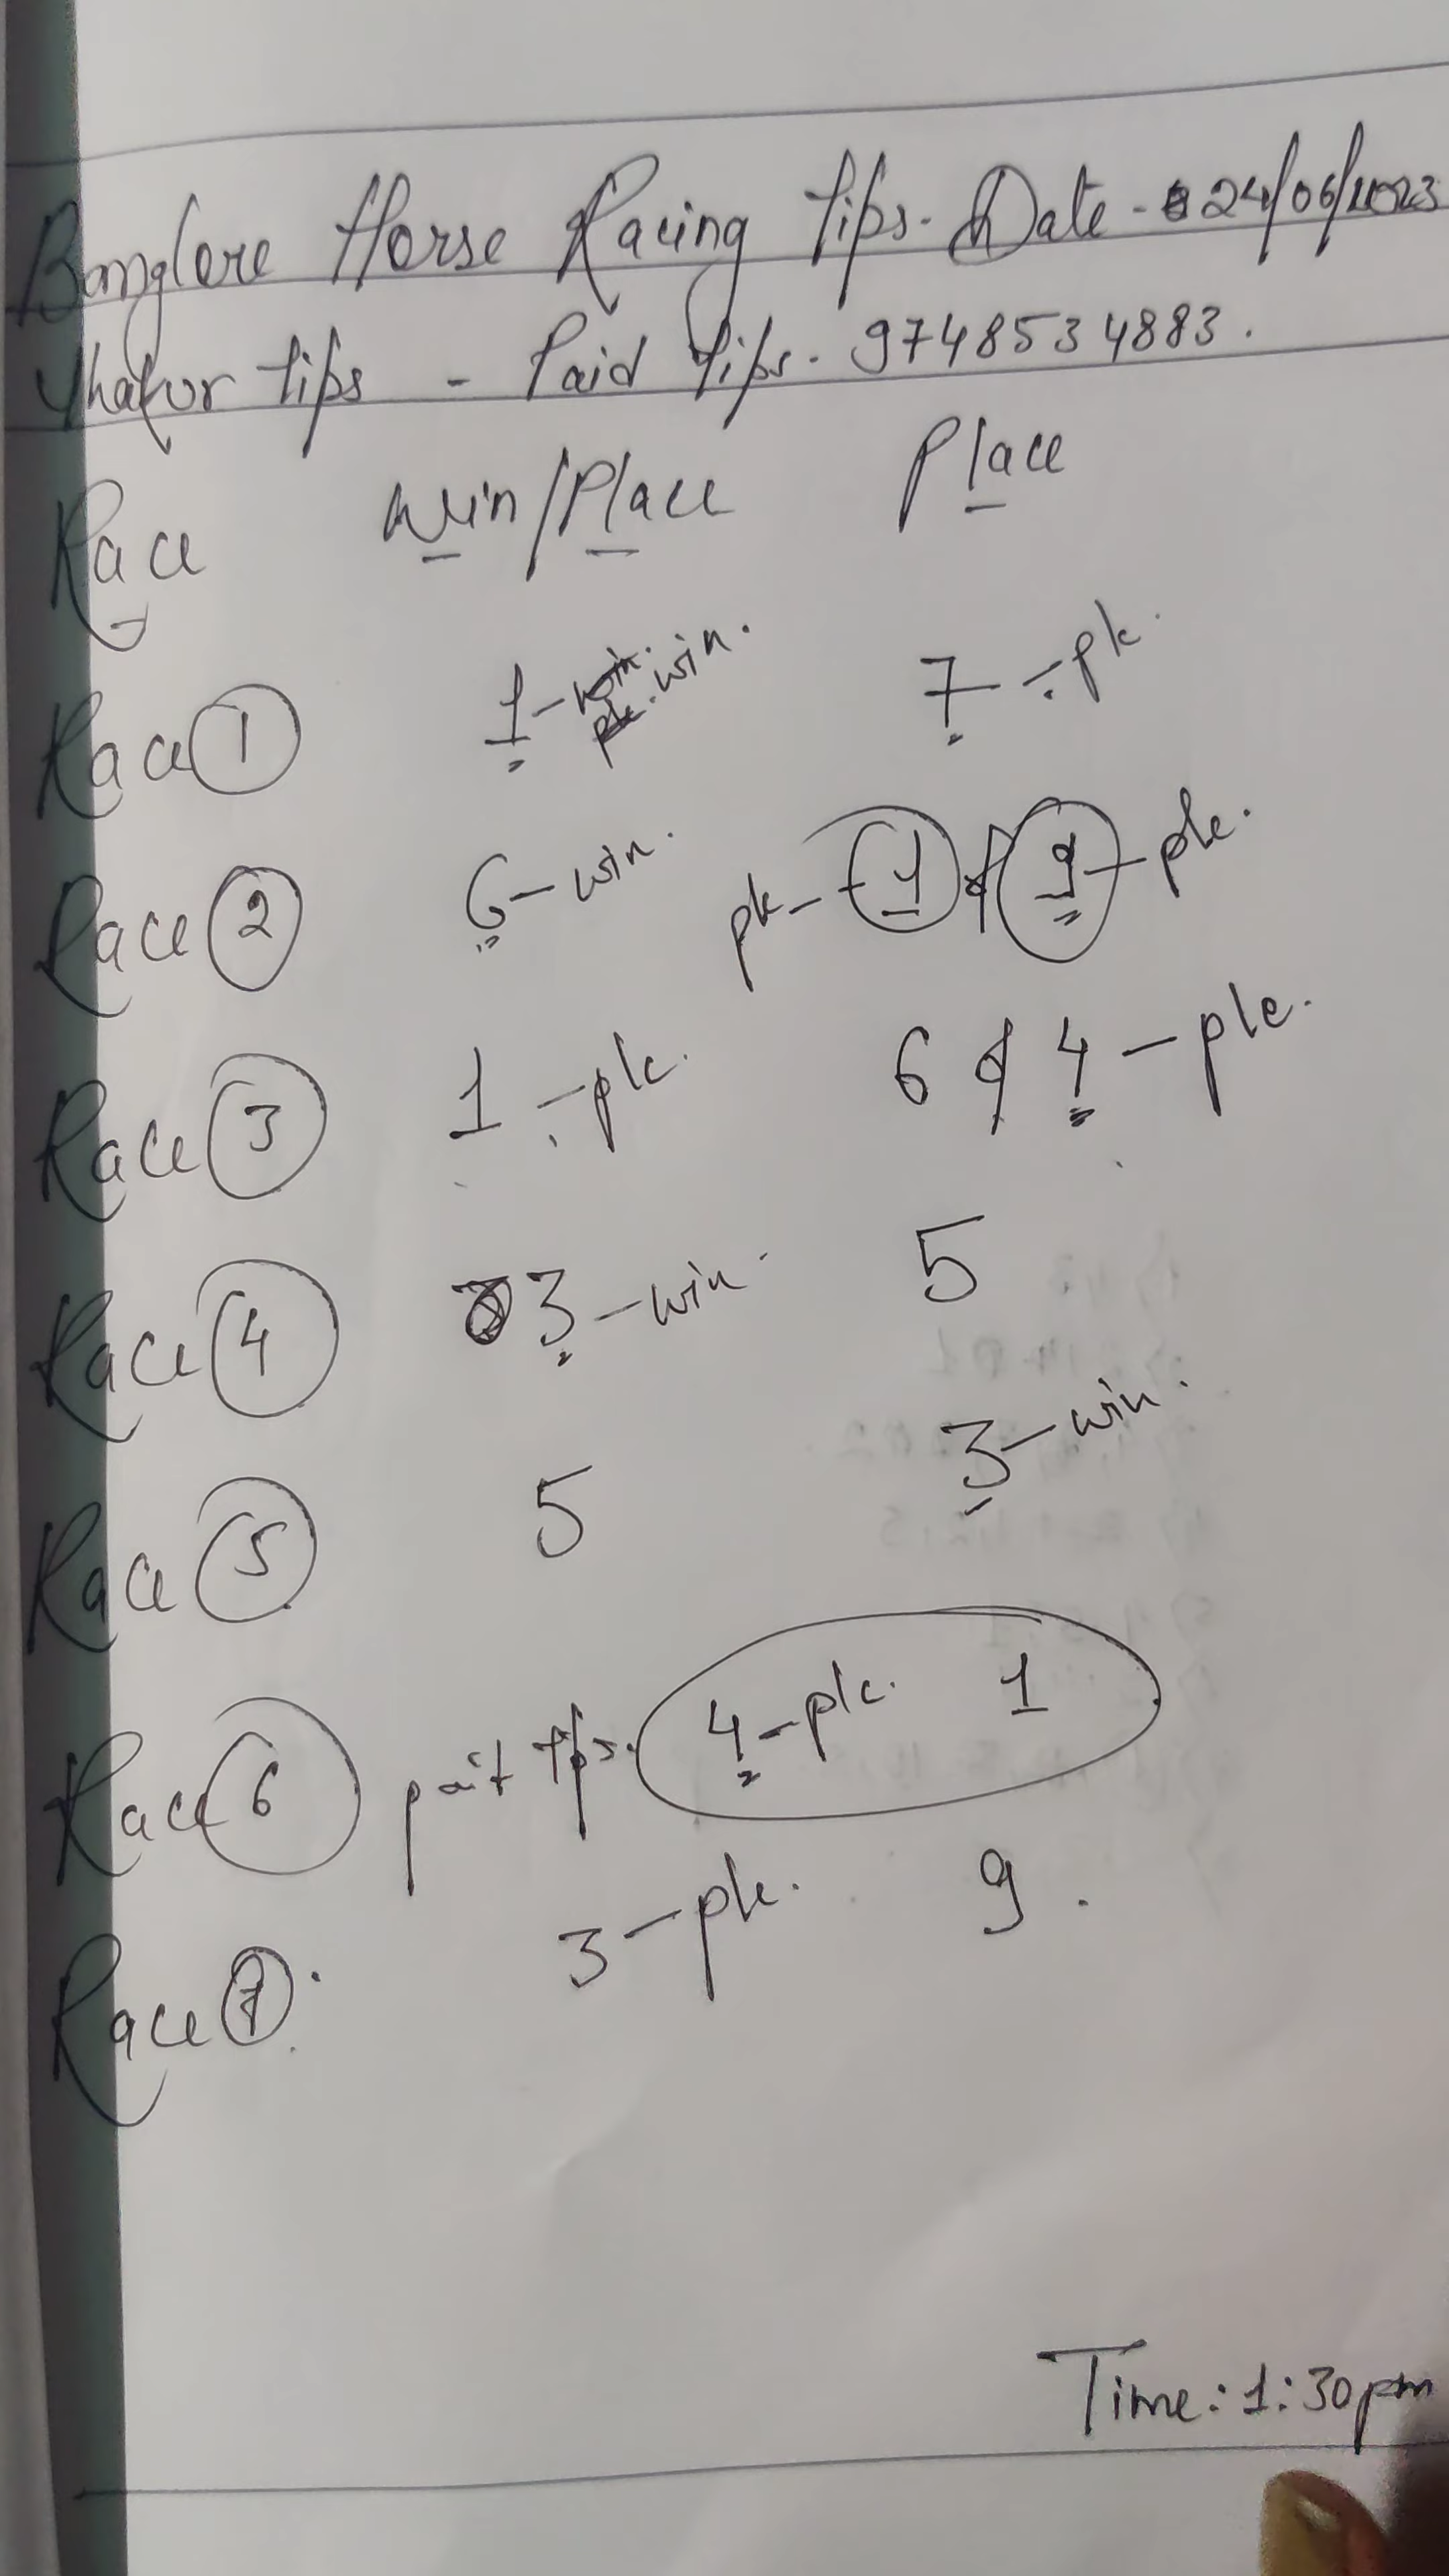 Banglore Horse Racing tips. Date - 24/06/2023
Thakur tips - Paid tips. 9748534883.
Race Win/Place Place
Race 1 1 - win. 7 - plc.
Race 2 6 - win. plc - 1 & 9 - plc.
Race 3 1 - plc. 6 & 4 - plc.
Race 4 3 - win. 5
Race 5 5 3 - win.
Race 6 paid tips. 4 - plc. 1
Race 7. 3 - plc. 9.
Time: 1:30pm